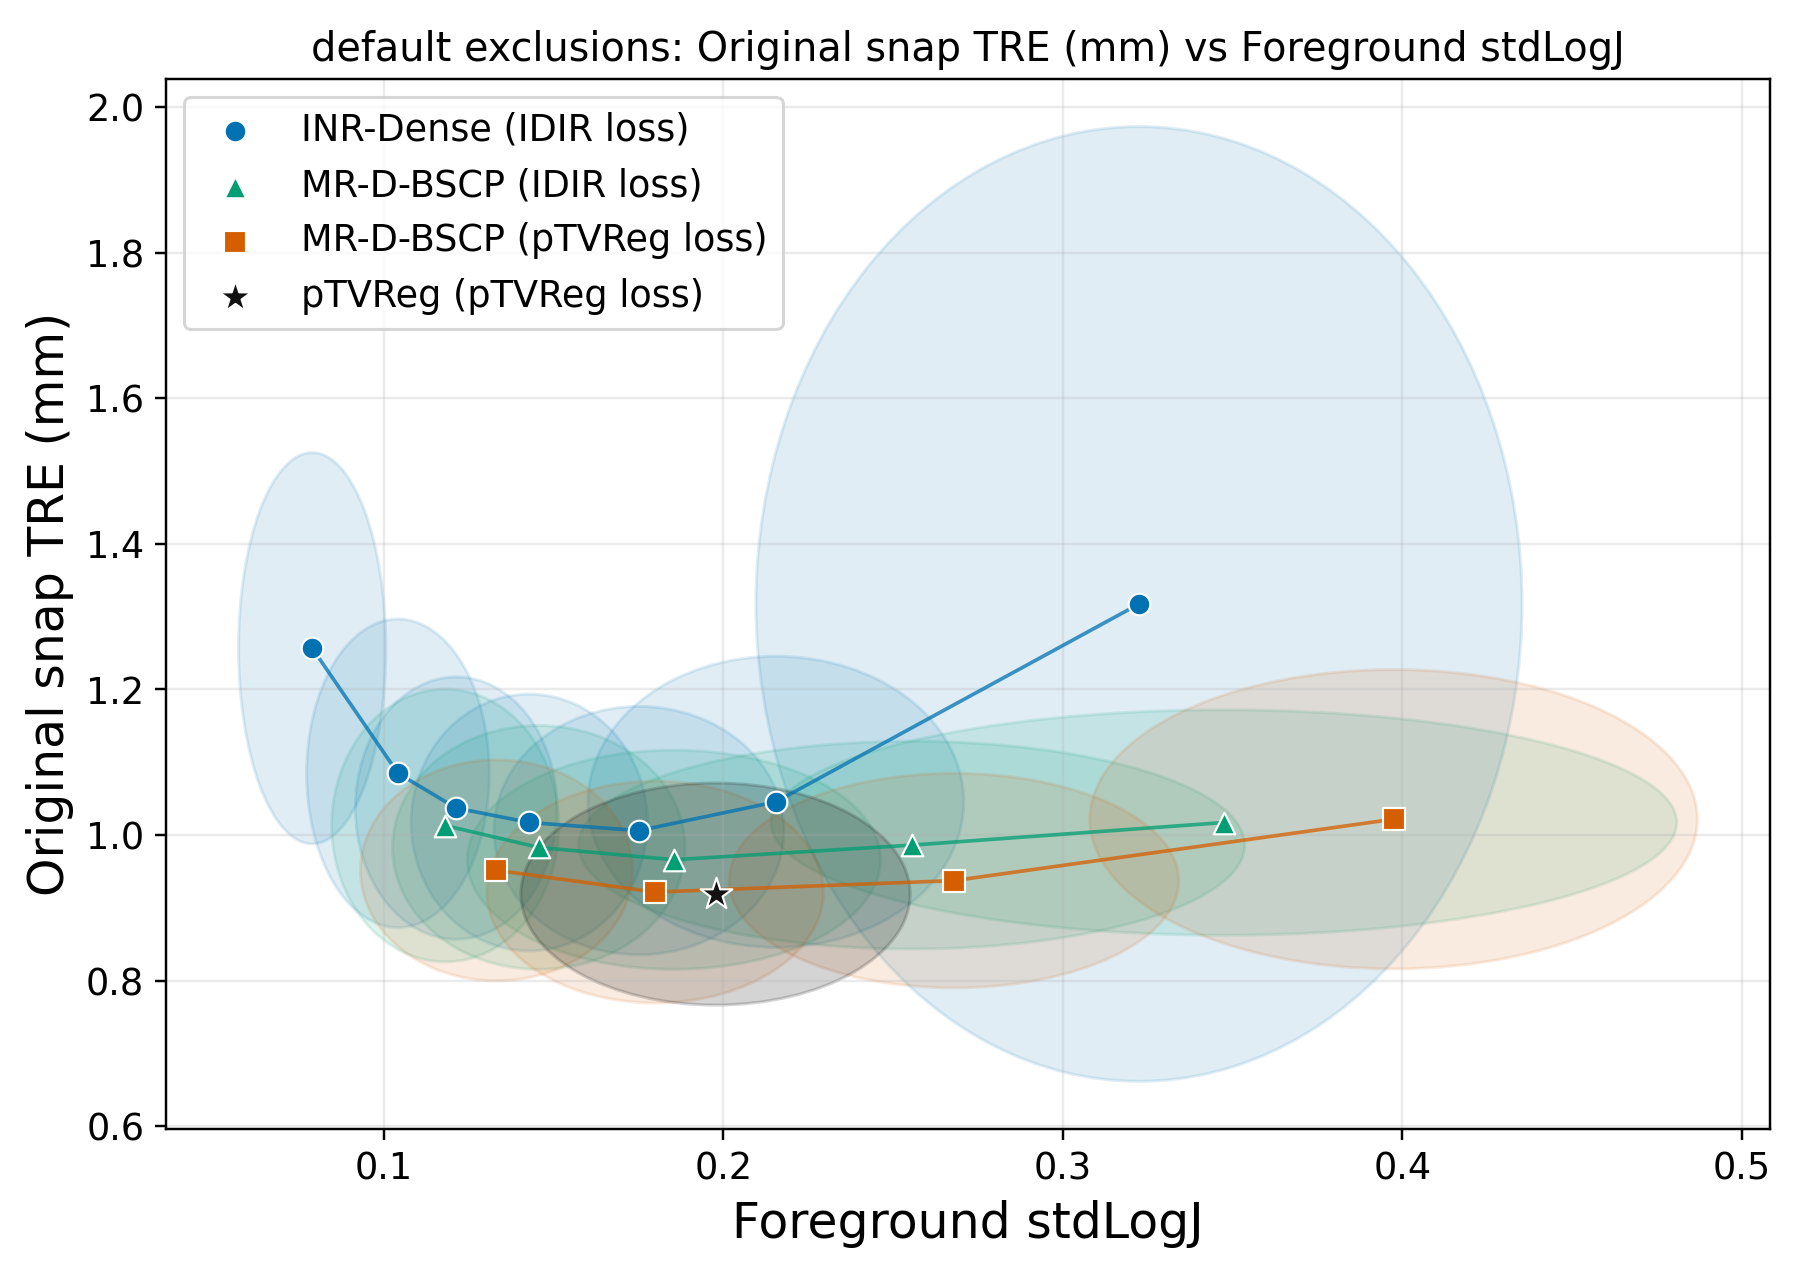 default exclusions: Original snap TRE (mm) vs Foreground stdLogJ
INR-Dense (IDIR loss)
MR-D-BSCP (IDIR loss)
MR-D-BSCP (pTVReg loss)
pTVReg (pTVReg loss)
Original snap TRE (mm)
2.0
1.8
1.6
1.4
1.2
1.0
0.8
0.6
0.1
0.2
0.3
0.4
0.5
Foreground stdLogJ